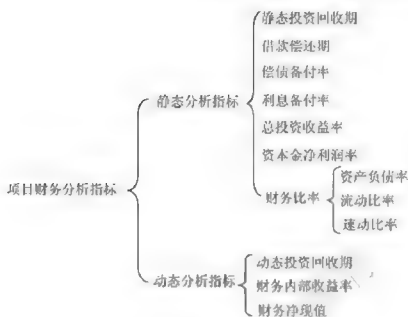 静态投资回收期
借款偿还期
偿债备付率
静态分析指标
利息备付率
总投资收益率
资本金净利润率
资产负债率
项目财务分析指标
财务比率
流动比率
速动比率
动态投资回收期
动态分析指标
财务内部收益率
财务净现值